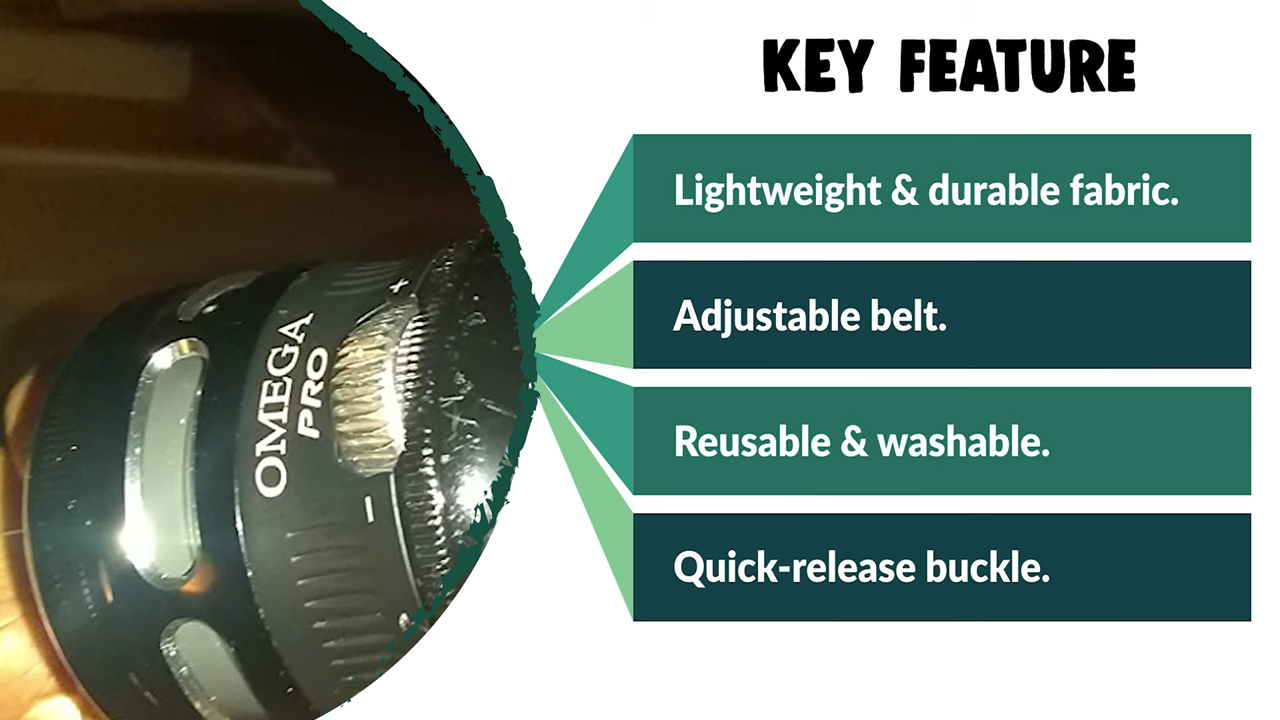 KEY FEATURE
Lightweight & durable fabric.
Adjustable belt.
Reusable & washable.
Quick-release buckle.
OMEGA
PRO
+
–